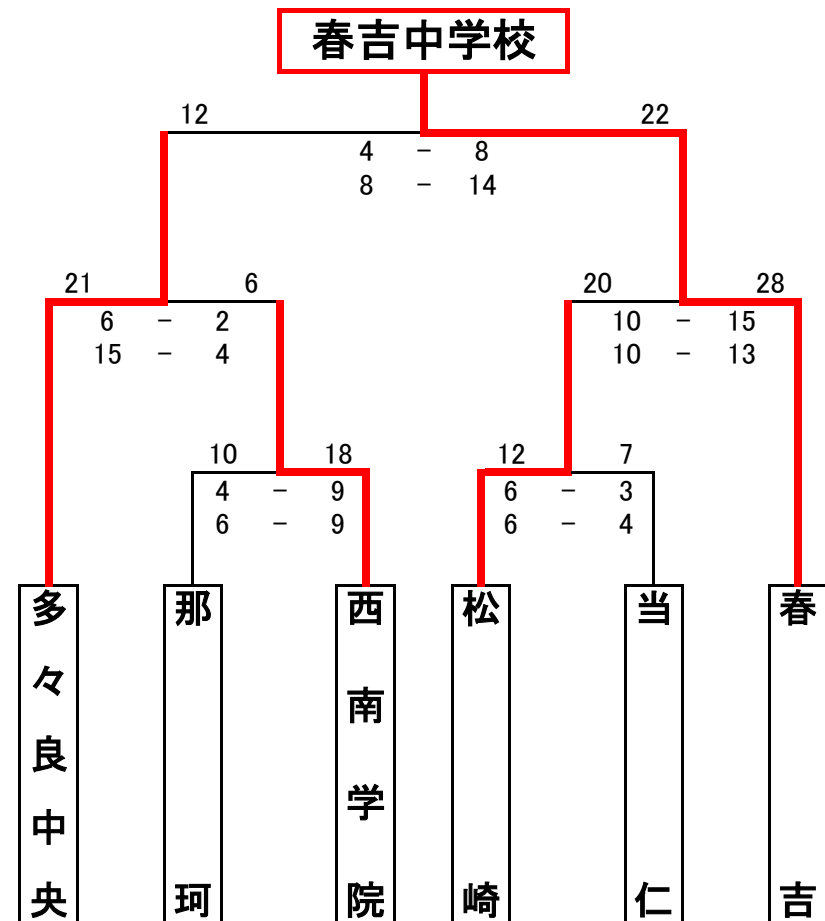 春吉中学校
12 22
4 － 8
8 － 14
21 6
6 － 2
15 － 4
20 28
10 － 15
10 － 13
10 18
4 － 9
6 － 9
12 7
6 － 3
6 － 4
多々良中央
那珂
西南学院
松崎
当仁
春吉